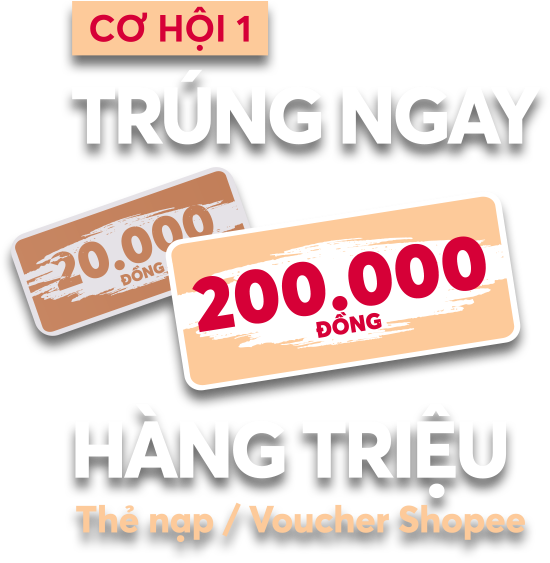 CƠ HỘI 1
TRÚNG NGAY
20.000
ĐỒNG
200.000
ĐỒNG
HÀNG TRIỆU
Thẻ nạp / Voucher Shopee